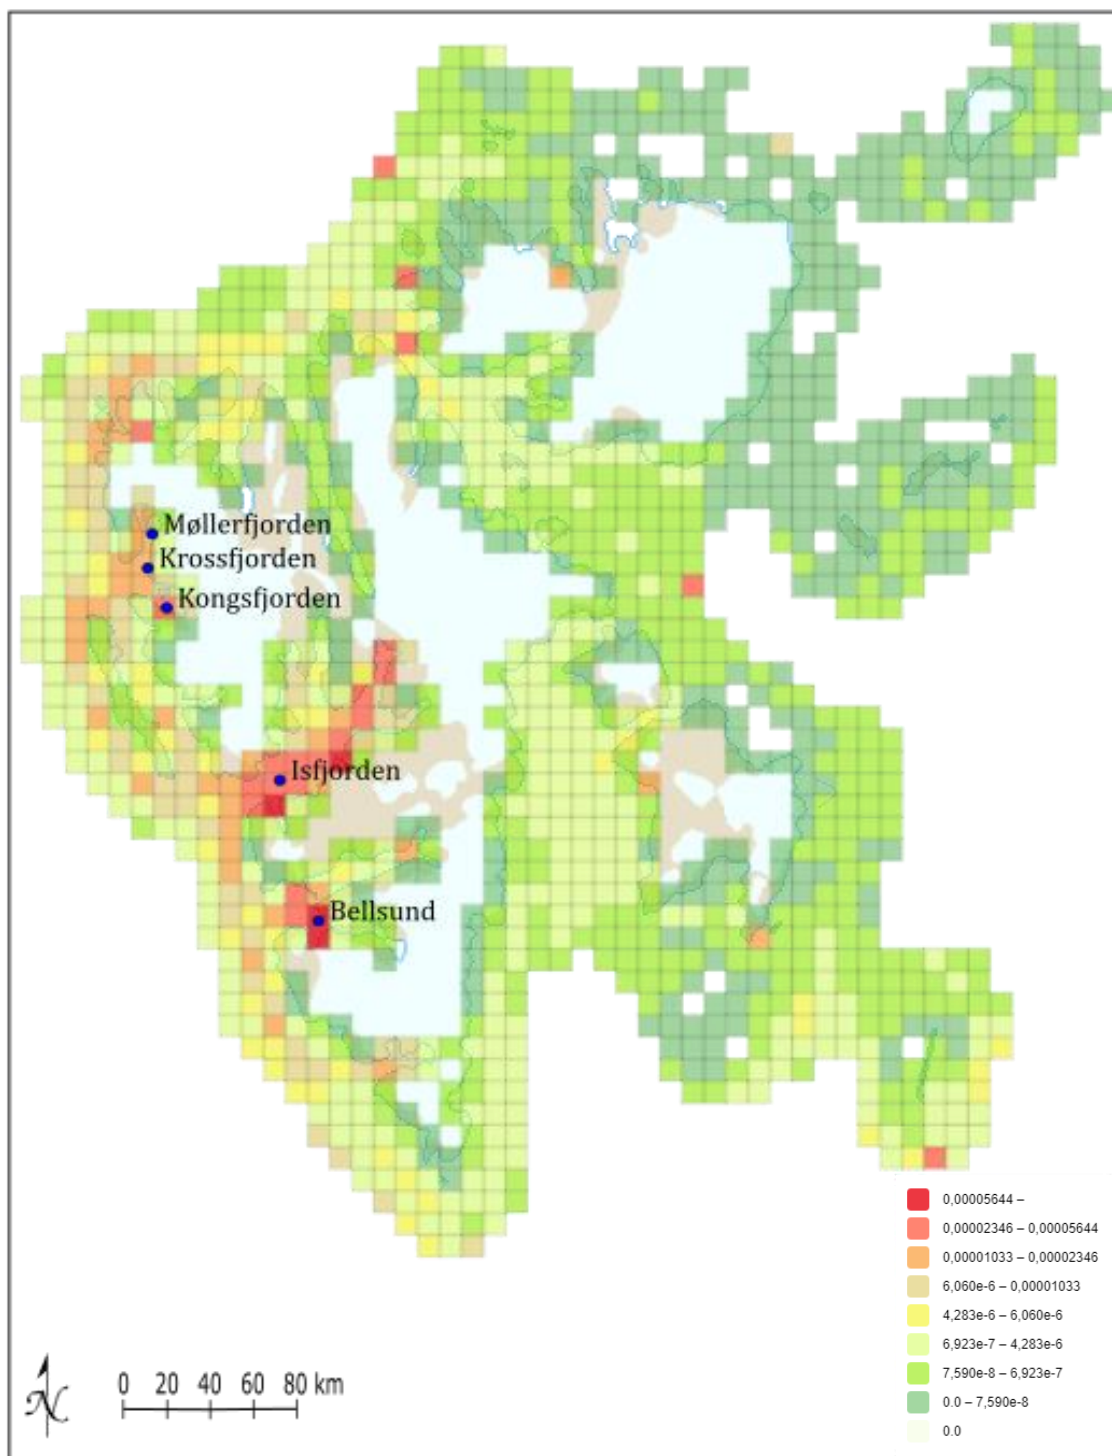 Møllerfjorden
Krossfjorden
Kongsfjorden
Isfjorden
Bellsund
0,00005644 –
0,00002346 – 0,00005644
0,00001033 – 0,00002346
6,060e-6 – 0,00001033
4,283e-6 – 6,060e-6
6,923e-7 – 4,283e-6
7,590e-8 – 6,923e-7
0.0 – 7,590e-8
0.0
N
0 20 40 60 80 km